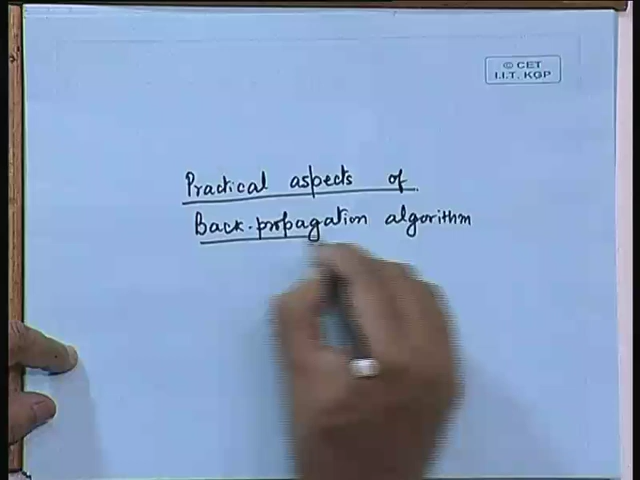 © CET
I.I.T. KGP
Practical aspects of
Back-propagation algorithm